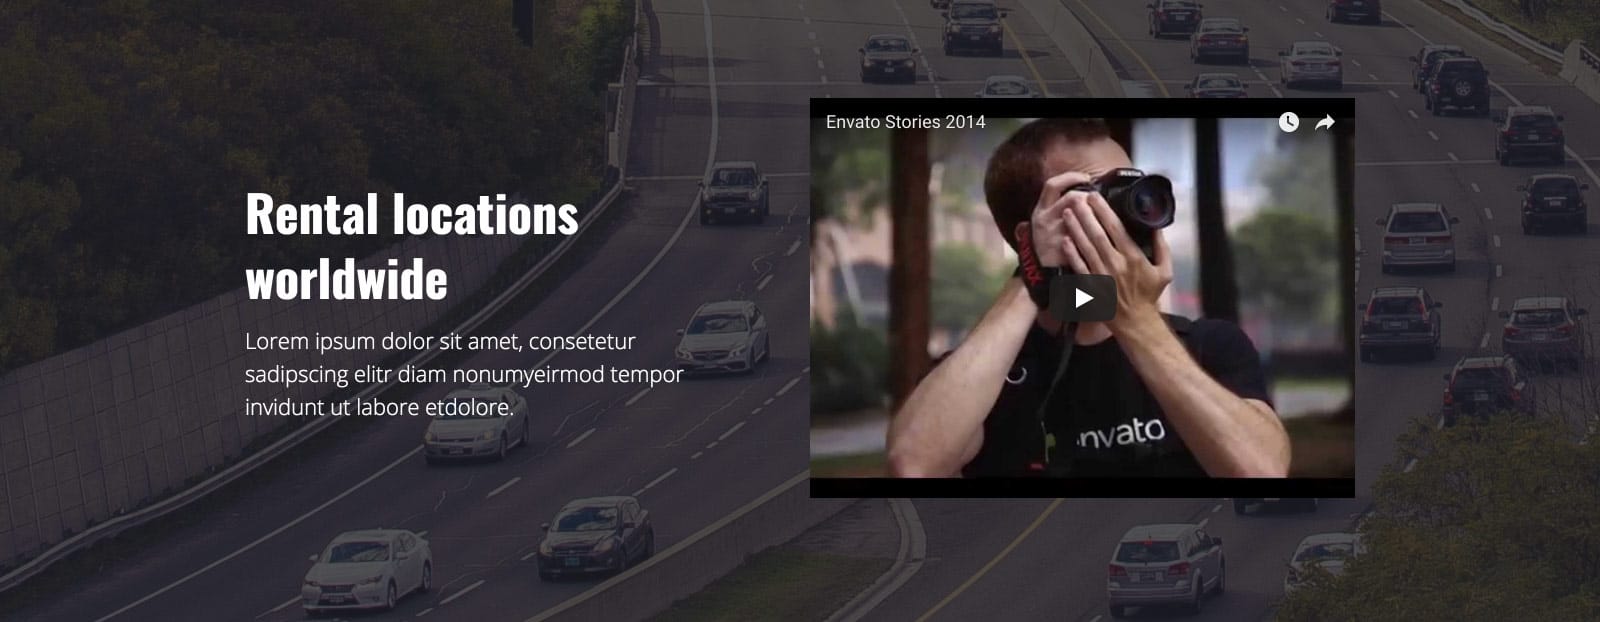 Rental locations
worldwide
Lorem ipsum dolor sit amet, consetetur
sadipscing elitr diam nonumyeirmod tempor
invidunt ut labore etdolore.
Envato Stories 2014
PENTAX
nvato